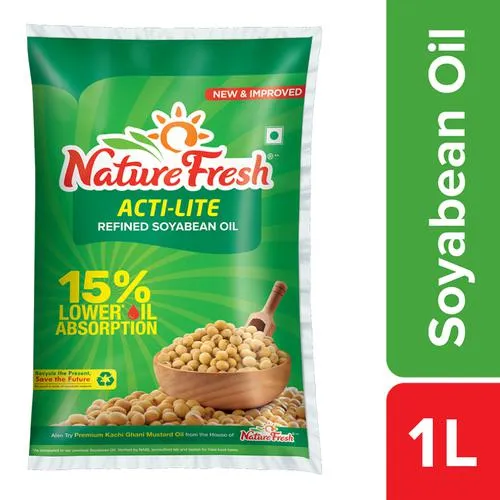 NEW & IMPROVED
Nature Fresh®
ACTI-LITE
REFINED SOYABEAN OIL
15%
LOWER* OIL
ABSORPTION
Recycle the Present,
Save the Future
Also Try Premium Kachi Ghani Mustard Oil from the House of Nature Fresh
Soyabean Oil
1L